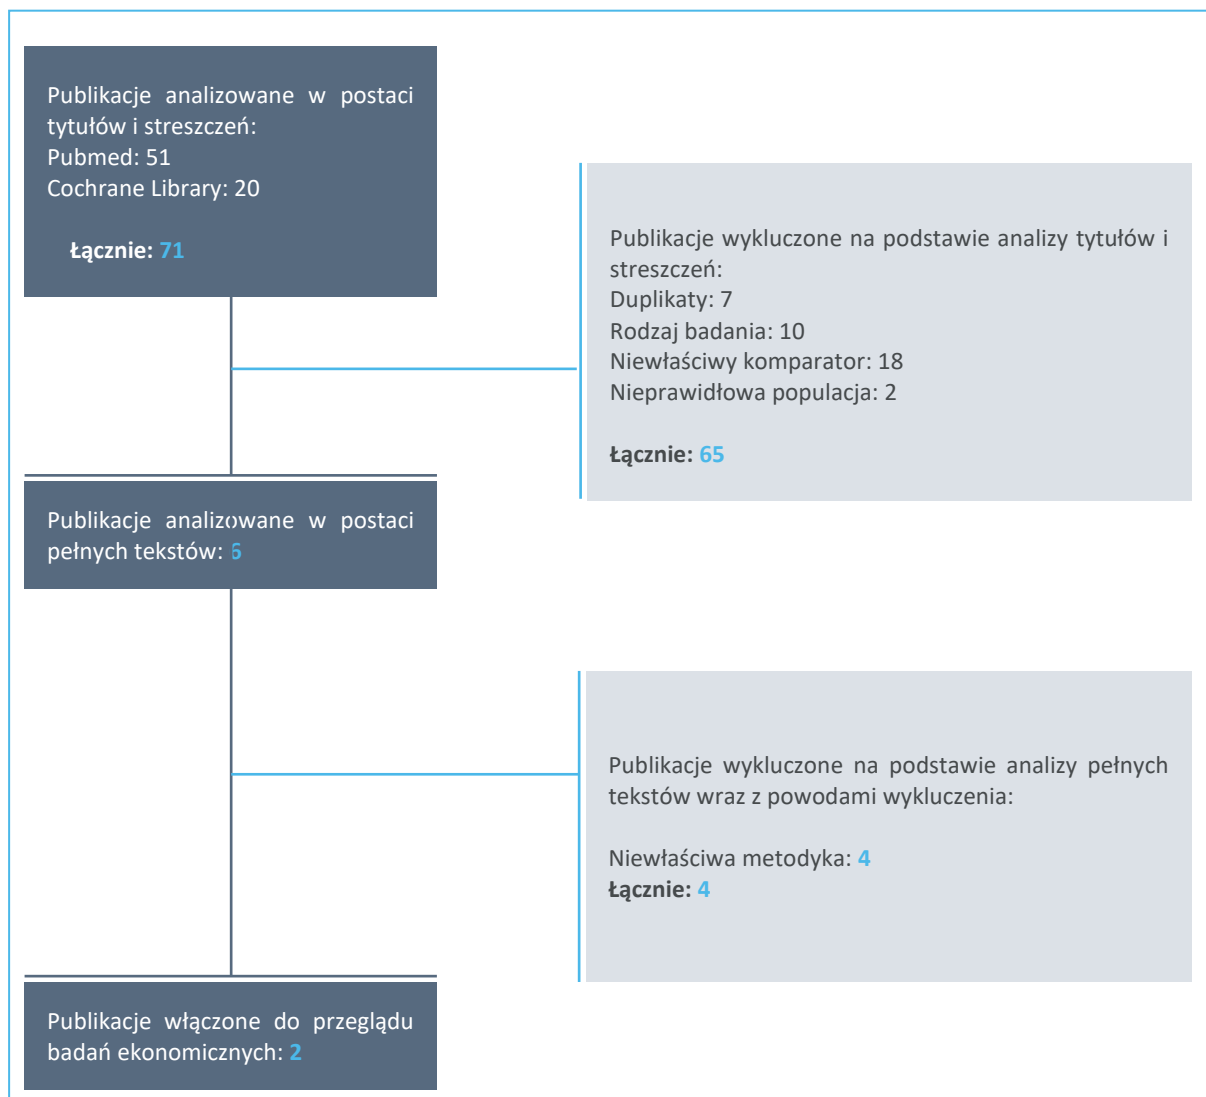 Publikacje analizowane w postaci
tytułów i streszczeń:
Pubmed: 51
Cochrane Library: 20
Łącznie: 71
Publikacje wykluczone na podstawie analizy tytułów i
streszczeń:
Duplikaty: 7
Rodzaj badania: 10
Niewłaściwy komparator: 18
Nieprawidłowa populacja: 2
Łącznie: 65
Publikacje analizowane w postaci
pełnych tekstów: 6
Publikacje wykluczone na podstawie analizy pełnych
tekstów wraz z powodami wykluczenia:
Niewłaściwa metodyka: 4
Łącznie: 4
Publikacje włączone do przeglądu
badań ekonomicznych: 2